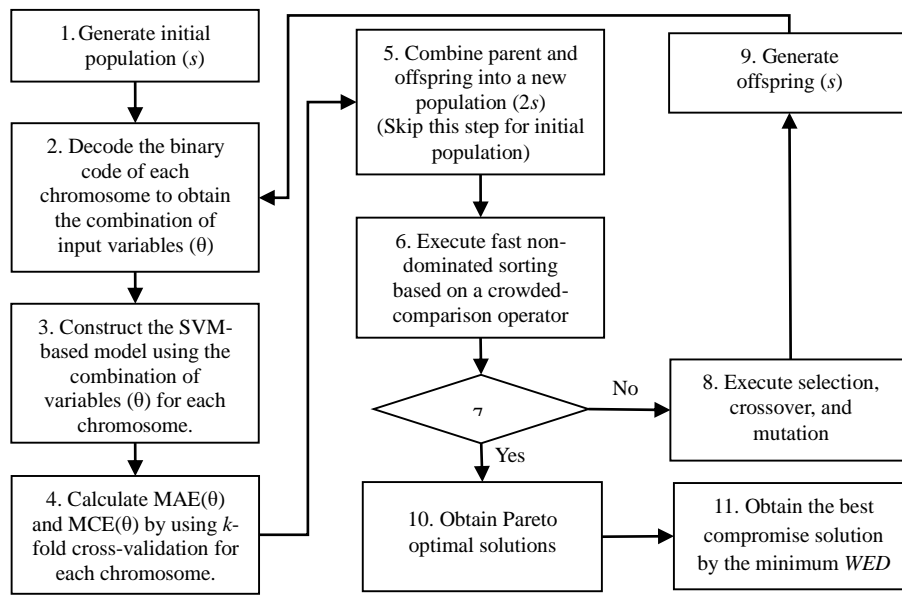 1. Generate initial
population (s)
2. Decode the binary
code of each
chromosome to obtain
the combination of
input variables (θ)
3. Construct the SVM-
based model using the
combination of
variables (θ) for each
chromosome.
4. Calculate MAE(θ)
and MCE(θ) by using k-
fold cross-validation for
each chromosome.
5. Combine parent and
offspring into a new
population (2s)
(Skip this step for initial
population)
6. Execute fast non-
dominated sorting
based on a crowded-
comparison operator
No
Yes
8. Execute selection,
crossover, and
mutation
9. Generate
offspring (s)
10. Obtain Pareto
optimal solutions
11. Obtain the best
compromise solution
by the minimum WED